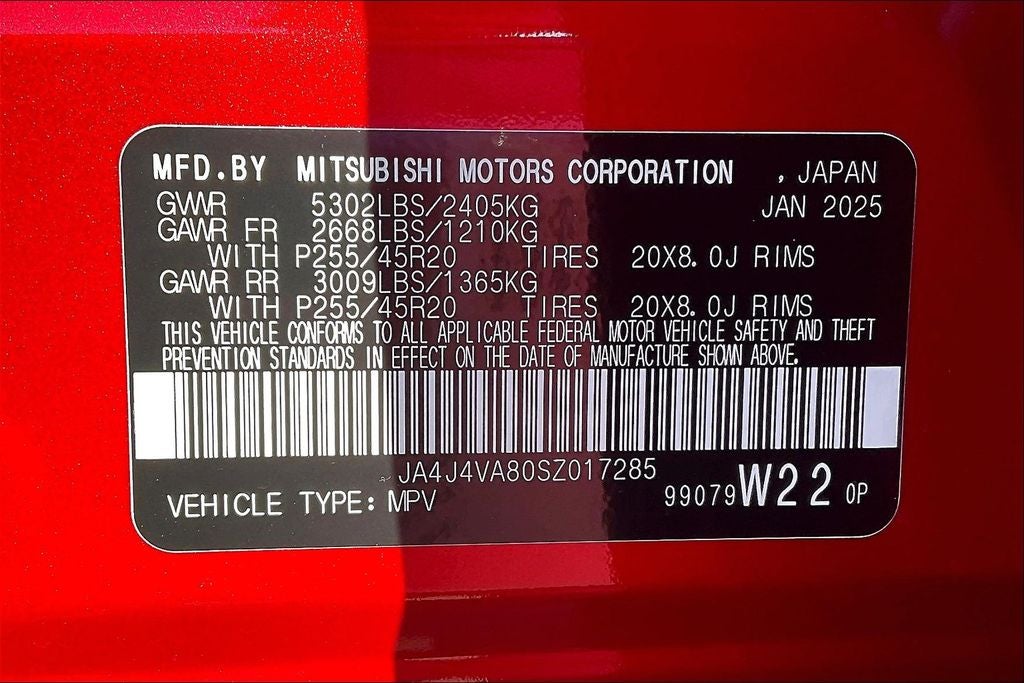 MFD.BY MITSUBISHI MOTORS CORPORATION , JAPAN
GVWR 5302LBS/2405KG JAN 2025
GAWR FR 2668LBS/1210KG
WITH P255/45R20 TIRES 20X8.0J RIMS
GAWR RR 3009LBS/1365KG
WITH P255/45R20 TIRES 20X8.0J RIMS
THIS VEHICLE CONFORMS TO ALL APPLICABLE FEDERAL MOTOR VEHICLE SAFETY AND THEFT
PREVENTION STANDARDS IN EFFECT ON THE DATE OF MANUFACTURE SHOWN ABOVE.
JA4J4VA80SZ017285
VEHICLE TYPE: MPV 99079 W22 0P